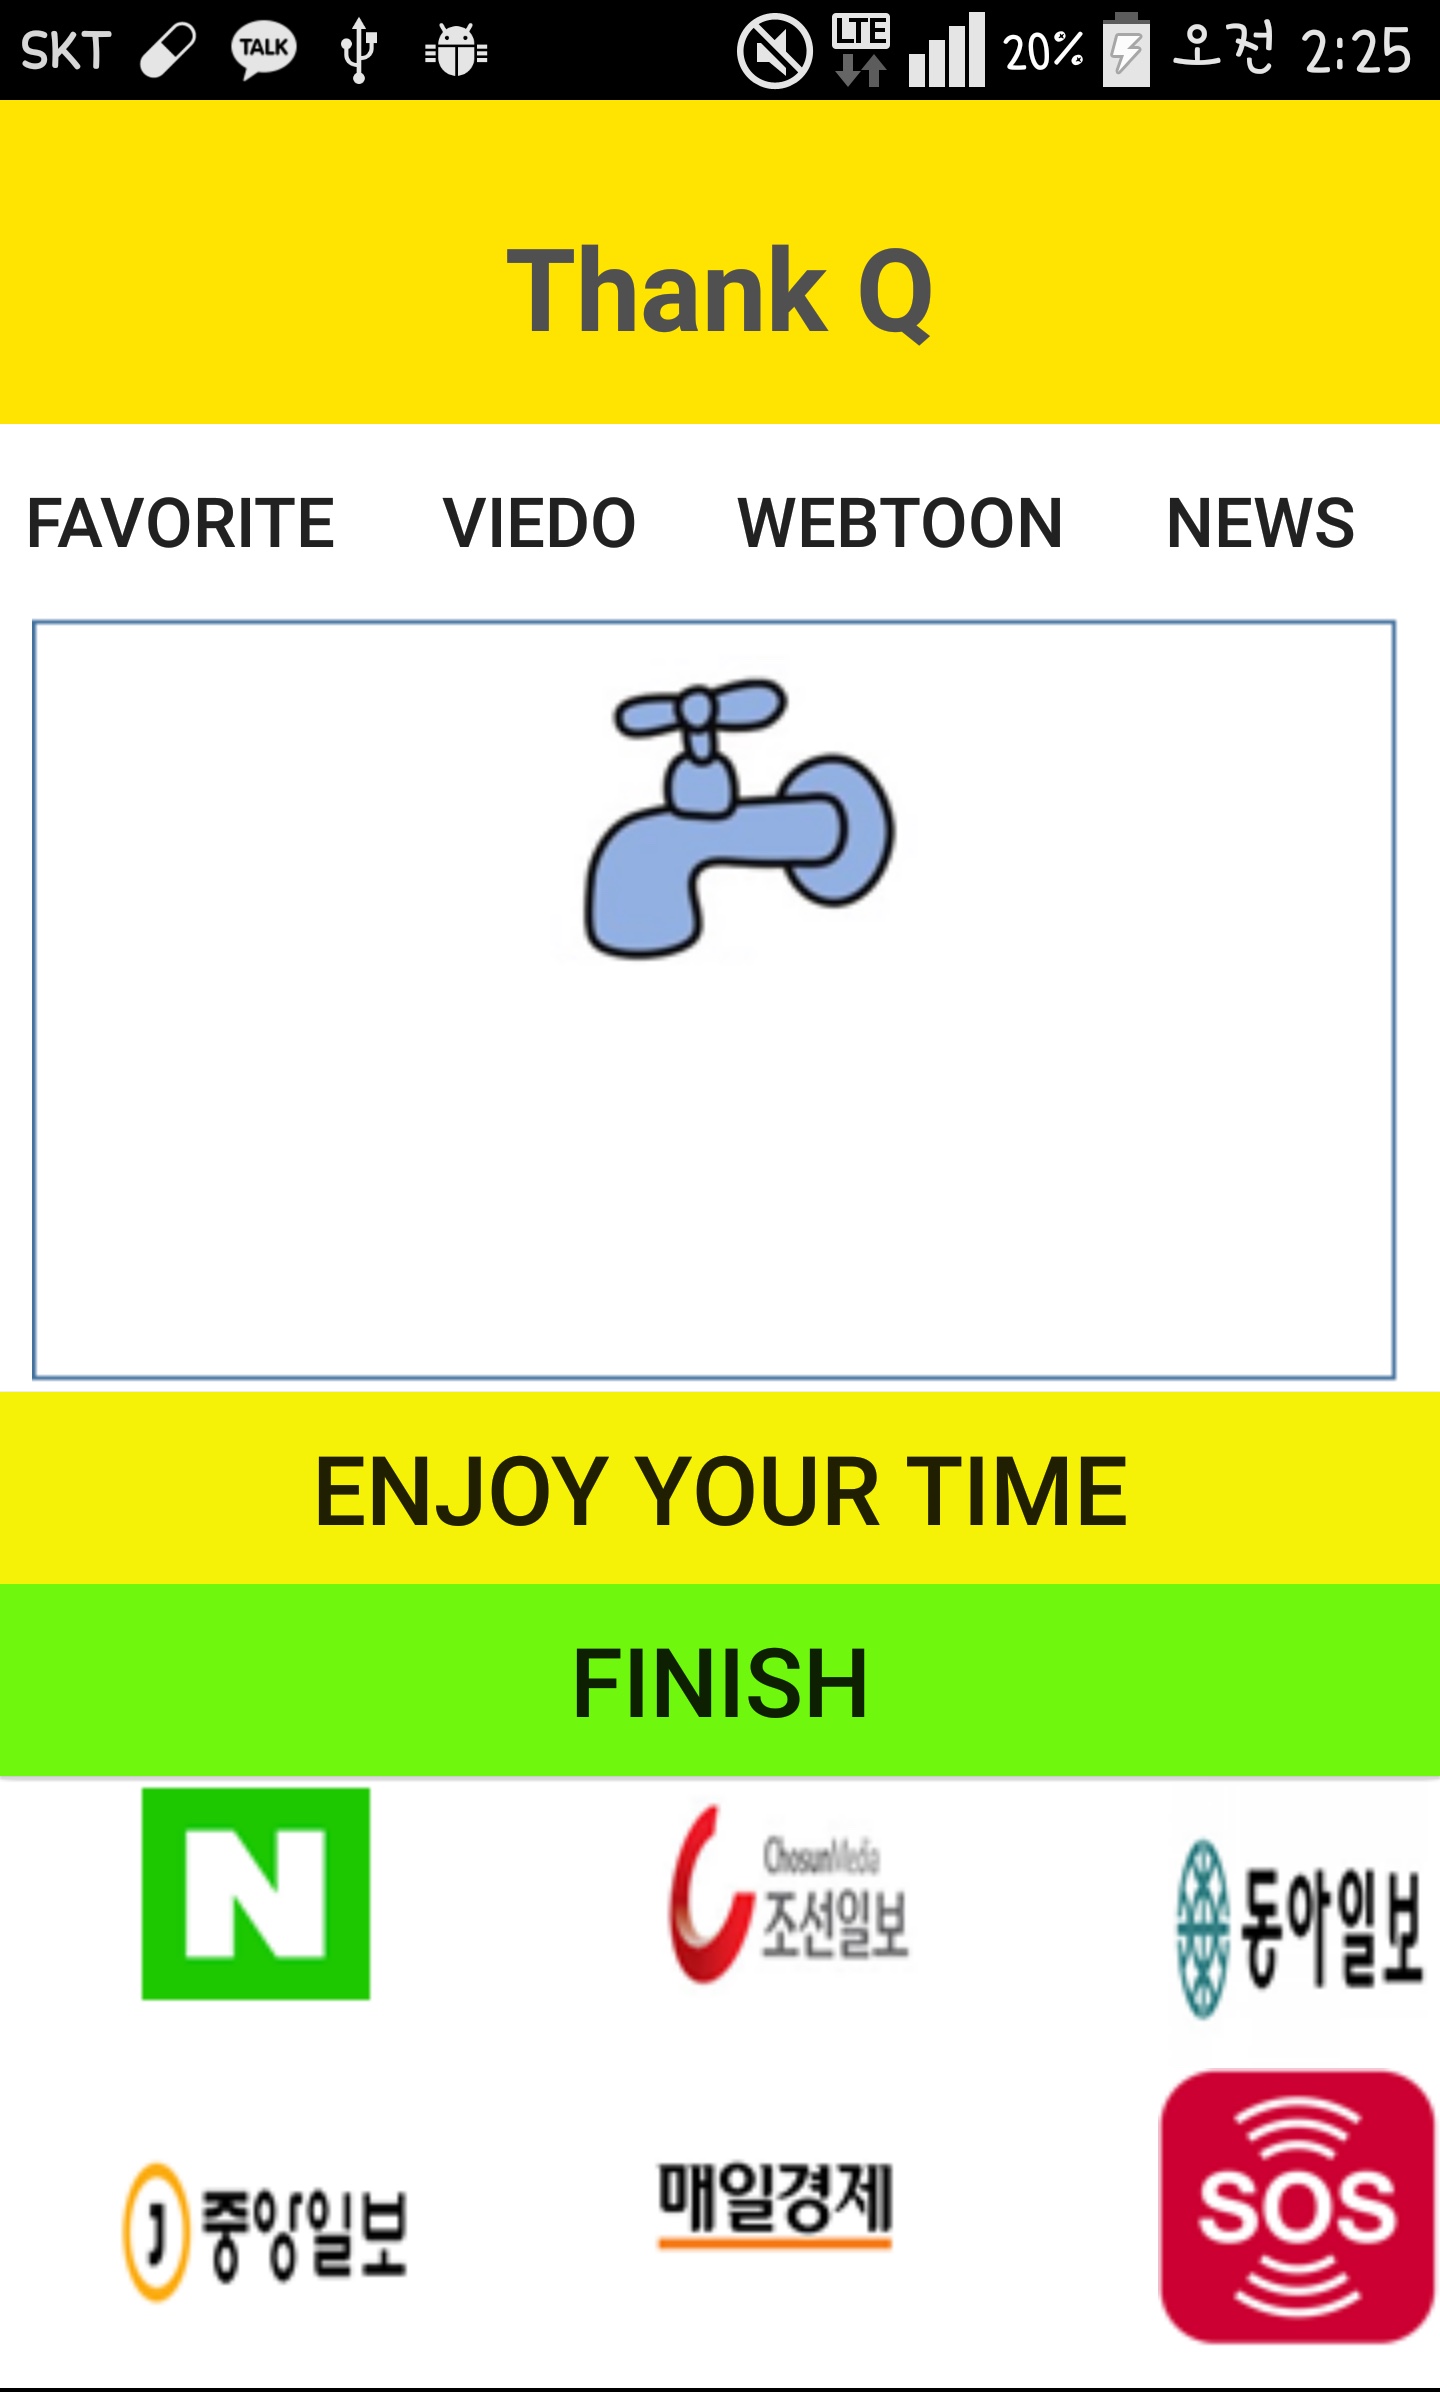 SKT TALK LTE 20% 오전 2:25
Thank Q
FAVORITE VIEDO WEBTOON NEWS
ENJOY YOUR TIME
FINISH
N
ChosunMedia
조선일보
동아일보
J 중앙일보
매일경제
SOS